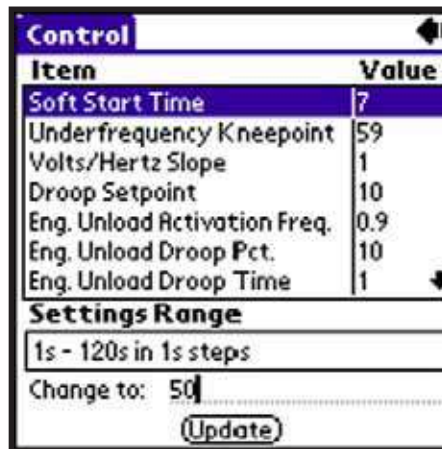 Control
Item Value
Soft Start Time 7
Underfrequency Kneepoint 59
Volts/Hertz Slope 1
Droop Setpoint 10
Eng. Unload Activation Freq. 0.9
Eng. Unload Droop Pct. 10
Eng. Unload Droop Time 1
Settings Range
1s - 120s in 1s steps
Change to: 50
Update